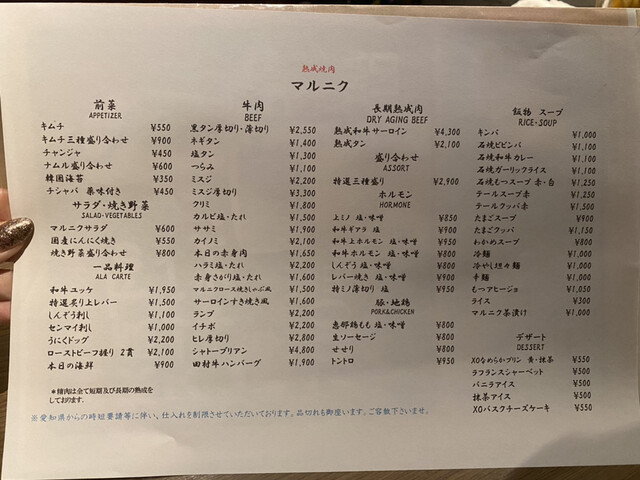 熟成焼肉
マルニク
前菜
APPETIZER
キムチ ¥550
キムチ三種盛り合わせ ¥900
チャンジャ ¥450
ナムル盛り合わせ ¥600
韓国海苔 ¥350
チシャバ 薬味付き ¥450
サラダ・焼き野菜
SALAD・VEGETABLES
マルニクサラダ ¥600
国産にんにく焼き ¥550
焼き野菜盛り合わせ ¥800
一品料理
ALA CARTE
和牛ユッケ ¥1,950
特選炙り上レバー ¥1,500
しんぞう刺し ¥1,100
センマイ刺し ¥1,000
うにくドッグ ¥2,200
ローストビーフ握り 2貫 ¥2,100
本日の海鮮 ¥900
*精肉は全て短期及び長期の熟成を
しております。
牛肉
BEEF
黒タン厚切り・薄切り ¥2,550
ネギタン ¥1,400
塩タン ¥1,300
つらみ ¥1,100
ミスジ ¥2,200
ミスジ厚切り ¥3,300
クリミ ¥1,800
カルビ塩・たれ ¥1,500
ササミ ¥1,900
カイノミ ¥2,100
本日の赤身肉 ¥1,650
ハラミ塩・たれ ¥2,200
赤身すがり塩・たれ ¥1,650
マルニクロース焼きしゃぶ風 ¥1,500
サーロインすき焼き風 ¥1,600
ランプ ¥2,200
イチボ ¥2,200
ヒレ厚切り ¥2,800
シャトーブリアン ¥4,800
田村牛ハンバーグ ¥1,900
長期熟成肉
DRY AGING BEEF
熟成和牛サーロイン ¥4,300
熟成タン ¥2,100
盛り合わせ
ASSORT
特選三種盛り ¥2,900
ホルモン
HORMONE
上ミノ 塩・味噌 ¥850
和牛ギアラ 塩 ¥900
和牛上ホルモン 塩・味噌 ¥950
しんぞう 塩・味噌 ¥800
レバー焼き 塩・味噌 ¥900
特ミノ薄切り 塩 ¥950
豚・地鶏
PORK&CHICKEN
恵那鶏もも 塩・味噌 ¥800
生ソーセージ ¥800
せせり ¥800
トントロ ¥950
飯物 スープ
RICE・SOUP
キンパ ¥1,000
石焼ビビンバ ¥1,100
石焼和牛カレー ¥1,100
石焼ガーリックライス ¥1,100
石焼もつスープ 赤・白 ¥1,250
テールスープ ¥1,250
テールクッパ ¥1,500
たまごスープ ¥900
たまごクッパ ¥1,150
わかめスープ ¥800
冷麺 ¥1,000
冷やし坦々麺 ¥1,000
辛麺 ¥1,000
もつアヒージョ ¥1,050
ライス ¥300
マルニク茶漬け ¥1,000
デザート
DESSERT
XOなめらかプリン 黄・抹茶 ¥550
ラフランスシャーベット ¥500
バニラアイス ¥500
抹茶アイス ¥500
XOバスクチーズケーキ ¥550
※愛知県からの時短要請等に伴い、仕入れを制限させていただいております。品切れも御座います。ご容赦下さいませ。